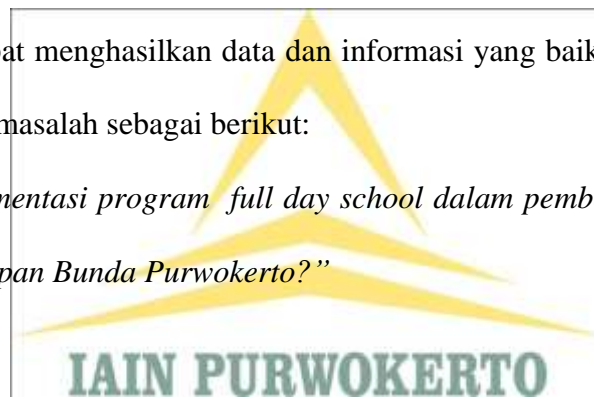 pat menghasilkan data dan informasi yang baik
masalah sebagai berikut:
mentasi program full day school dalam pemb
pan Bunda Purwokerto?”
IAIN PURWOKERTO